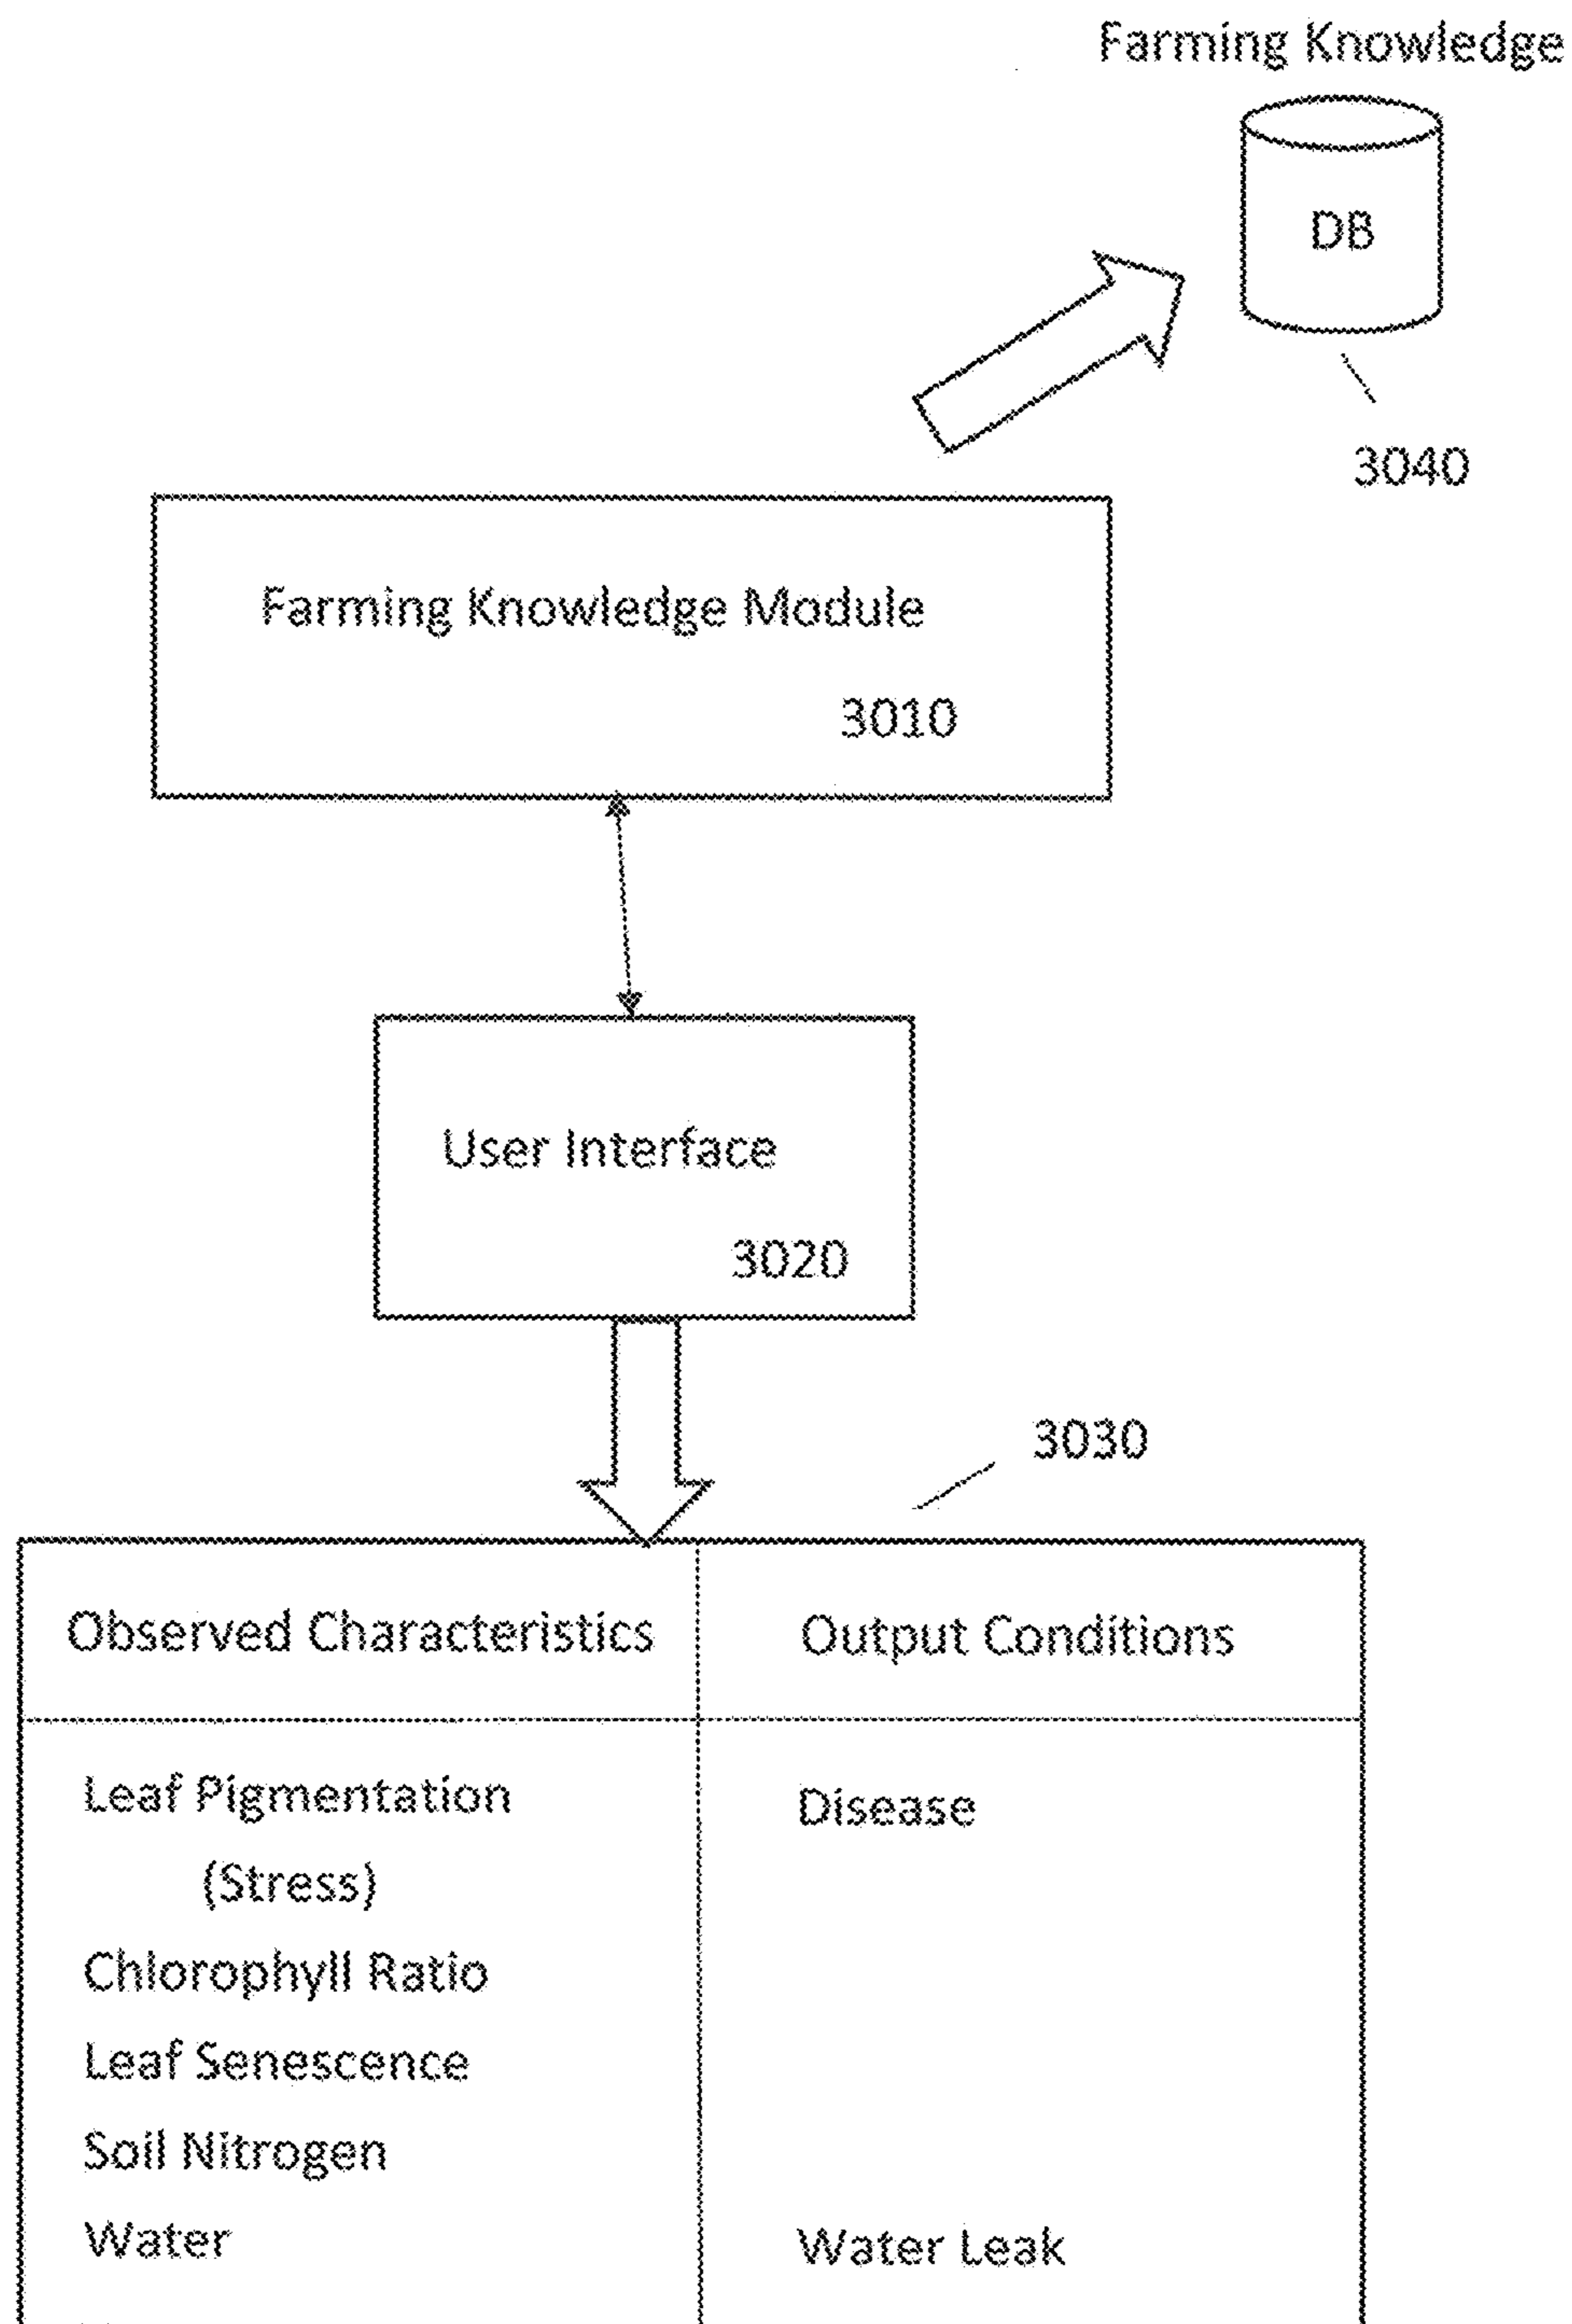 Farming Knowledge
DB
3040
Farming Knowledge Module
3010
User Interface
3020
3030
Observed Characteristics
Output Conditions
Leaf Pigmentation
(Stress)
Chlorophyll Ratio
Leaf Senescence
Soil Nitrogen
Water
Disease
Water Leak